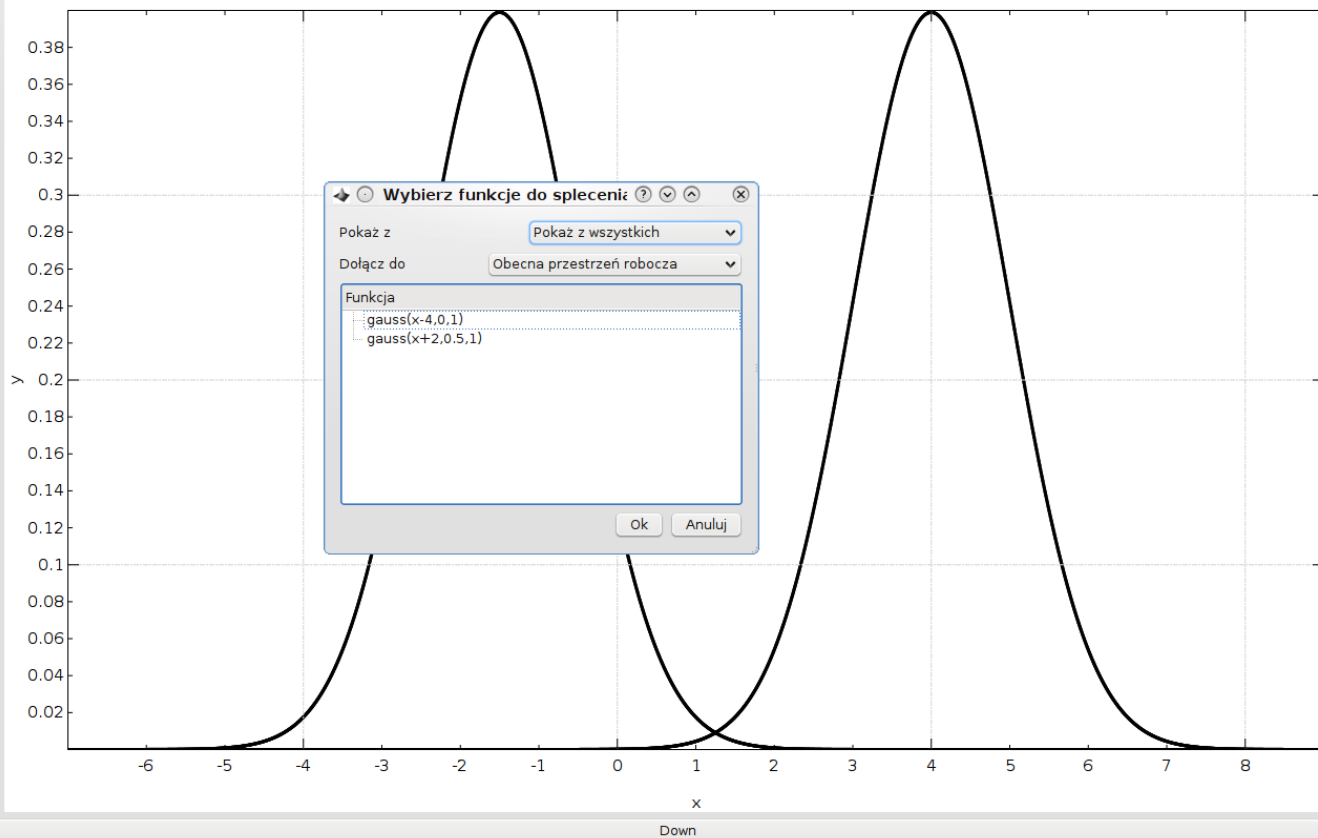 0.38
0.36
0.34
0.32
0.3
0.28
0.26
0.24
0.22
0.2
0.18
0.16
0.14
0.12
0.1
0.08
0.06
0.04
0.02
y
Wybierz funkcje do splecenia
Pokaż z
Pokaż z wszystkich
Dołącz do
Obecna przestrzeń robocza
Funkcja
gauss(x-4,0,1)
gauss(x+2,0.5,1)
Ok
Anuluj
-6 -5 -4 -3 -2 -1 0 1 2 3 4 5 6 7 8
x
Down